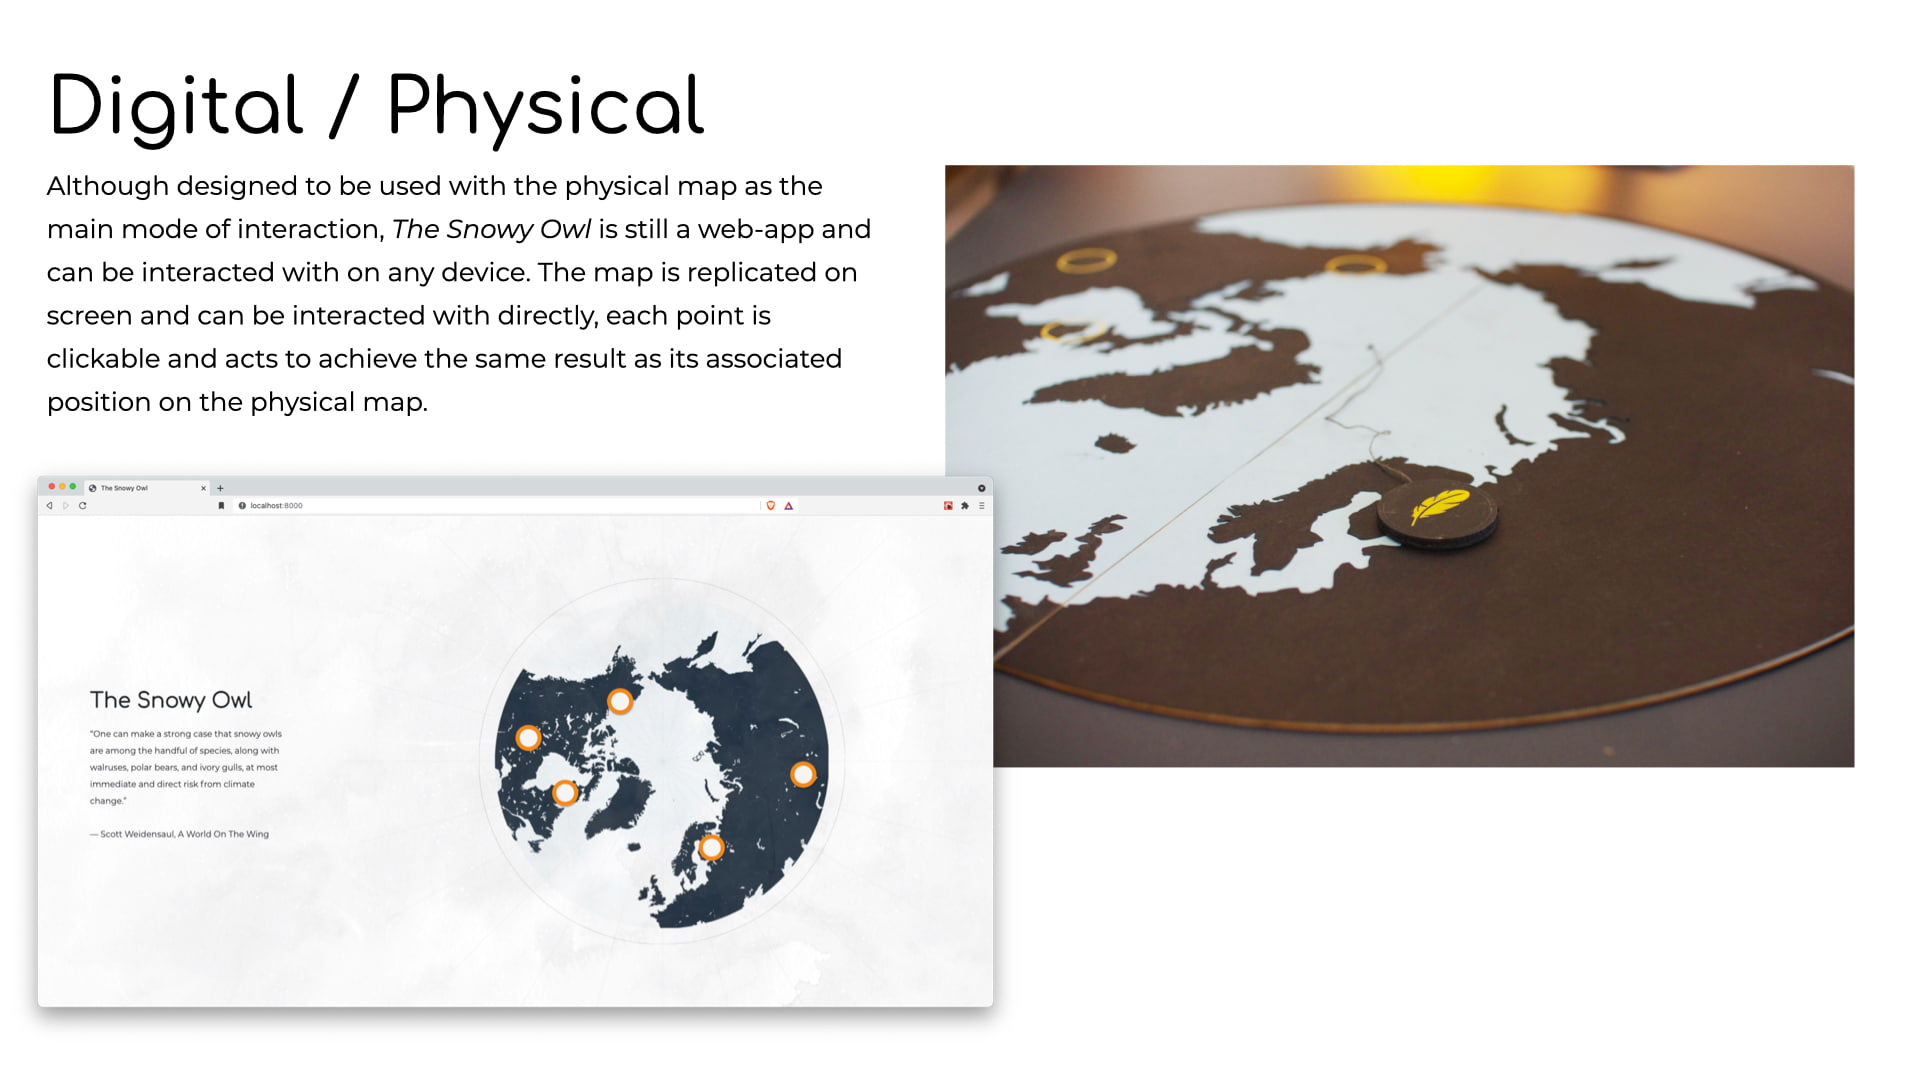 Digital / Physical
Although designed to be used with the physical map as the
main mode of interaction, The Snowy Owl is still a web-app and
can be interacted with on any device. The map is replicated on
screen and can be interacted with directly, each point is
clickable and acts to achieve the same result as its associated
position on the physical map.
The Snowy Owl
localhost:8000
The Snowy Owl
"One can make a strong case that snowy owls
are among the handful of species, along with
walruses, polar bears, and ivory gulls, at most
immediate and direct risk from climate
change."
— Scott Weidensaul, A World On The Wing